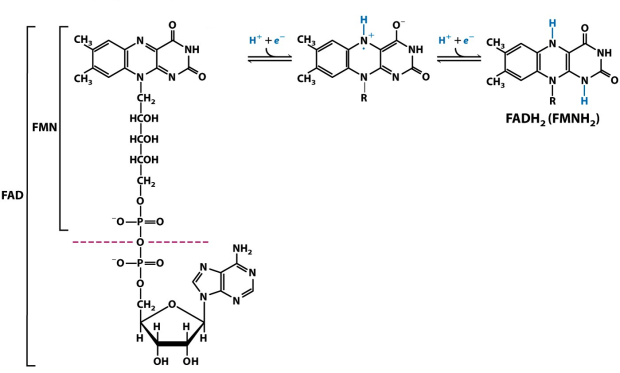 O
H
O⁻
H
O
CH₃
N
NH
H⁺ + e⁻
CH₃
N⁺
NH
H⁺ + e⁻
CH₃
N
NH
CH₃
N
N
O
CH₃
N
N
O
CH₃
N
N
O
CH₂
R
R
H
HCOH
FADH₂ (FMNH₂)
FMN
HCOH
HCOH
CH₂
FAD
O
⁻O—P=O
O
⁻O—P=O
NH₂
O
N
N
CH₂
O
N
N
H
H
H
H
OH
OH